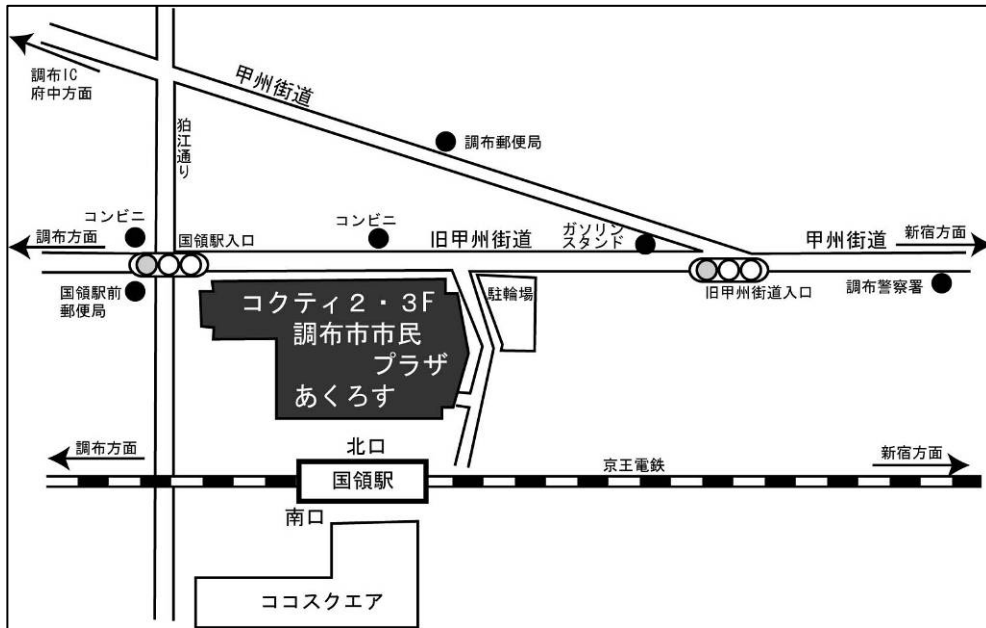 調布IC
府中方面
甲州街道
狛江通り
調布郵便局
コンビニ
コンビニ
ガソリン
スタンド
調布方面
国領駅入口
旧甲州街道
甲州街道
新宿方面
国領駅前
郵便局
駐輪場
旧甲州街道入口
調布警察署
コクティ2・3F
調布市市民
プラザ
あくろす
調布方面
北口
京王電鉄
新宿方面
国領駅
南口
ココスクエア